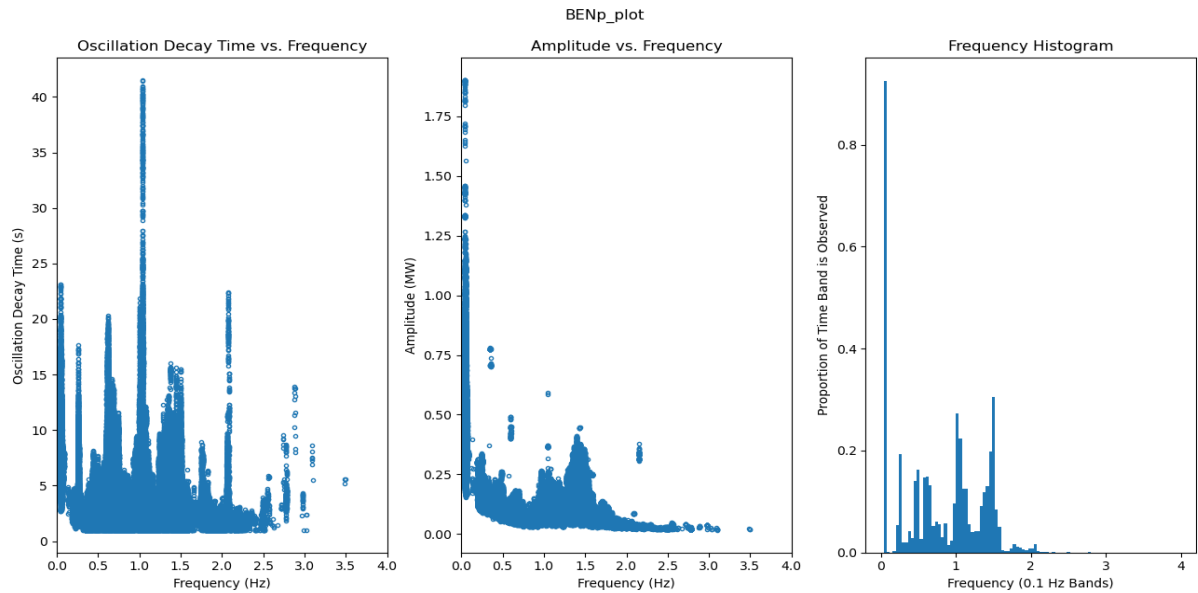 BENp_plot
Oscillation Decay Time vs. Frequency
Oscillation Decay Time (s)
40
35
30
25
20
15
10
5
0
0.0 0.5 1.0 1.5 2.0 2.5 3.0 3.5 4.0
Frequency (Hz)
Amplitude vs. Frequency
Amplitude (MW)
1.75
1.50
1.25
1.00
0.75
0.50
0.25
0.00
0.0 0.5 1.0 1.5 2.0 2.5 3.0 3.5 4.0
Frequency (Hz)
Frequency Histogram
Proportion of Time Band is Observed
0.8
0.6
0.4
0.2
0.0
0 1 2 3 4
Frequency (0.1 Hz Bands)